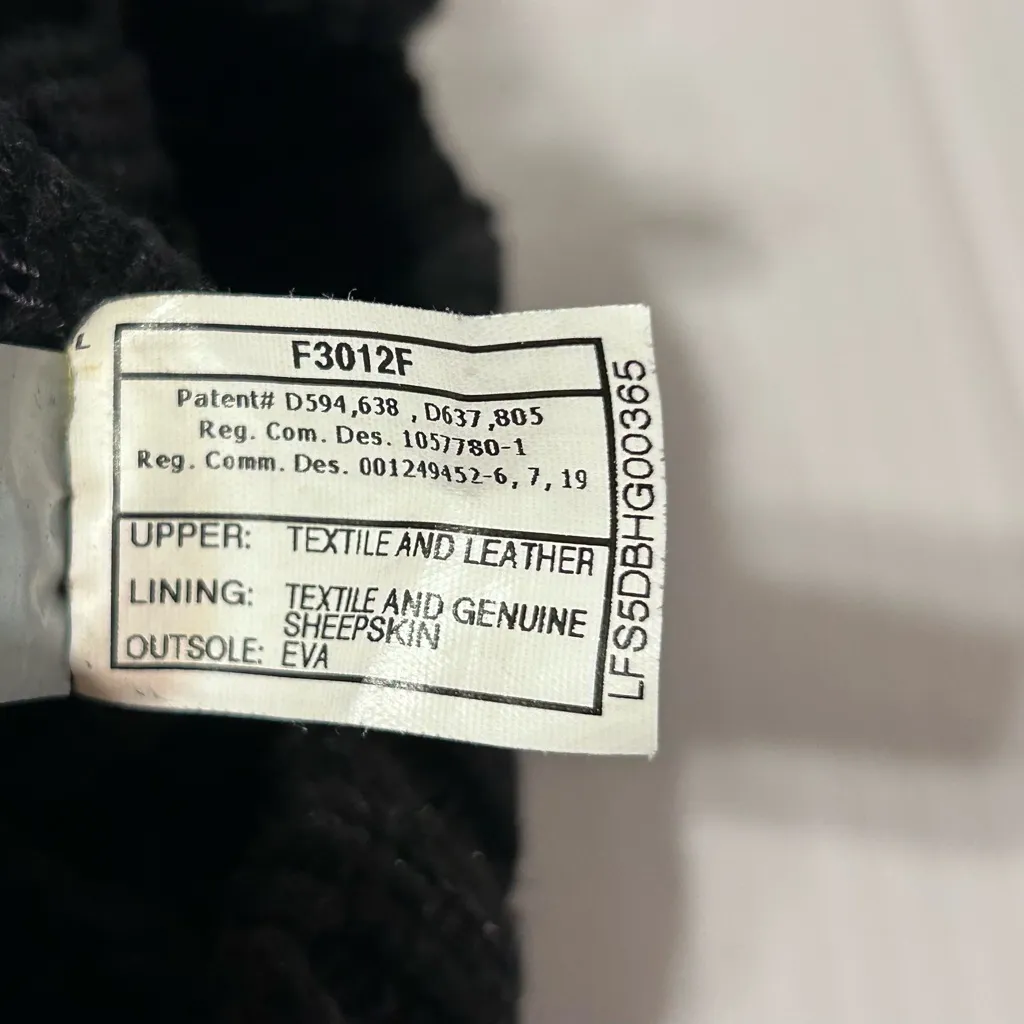 L
F3012F
Patent# D594,638 , D637,805
Reg. Com. Des. 1057780-1
Reg. Comm. Des. 001249452-6, 7, 19
UPPER: TEXTILE AND LEATHER
LINING: TEXTILE AND GENUINE
SHEEPSKIN
OUTSOLE: EVA
LFS5DBHG00365